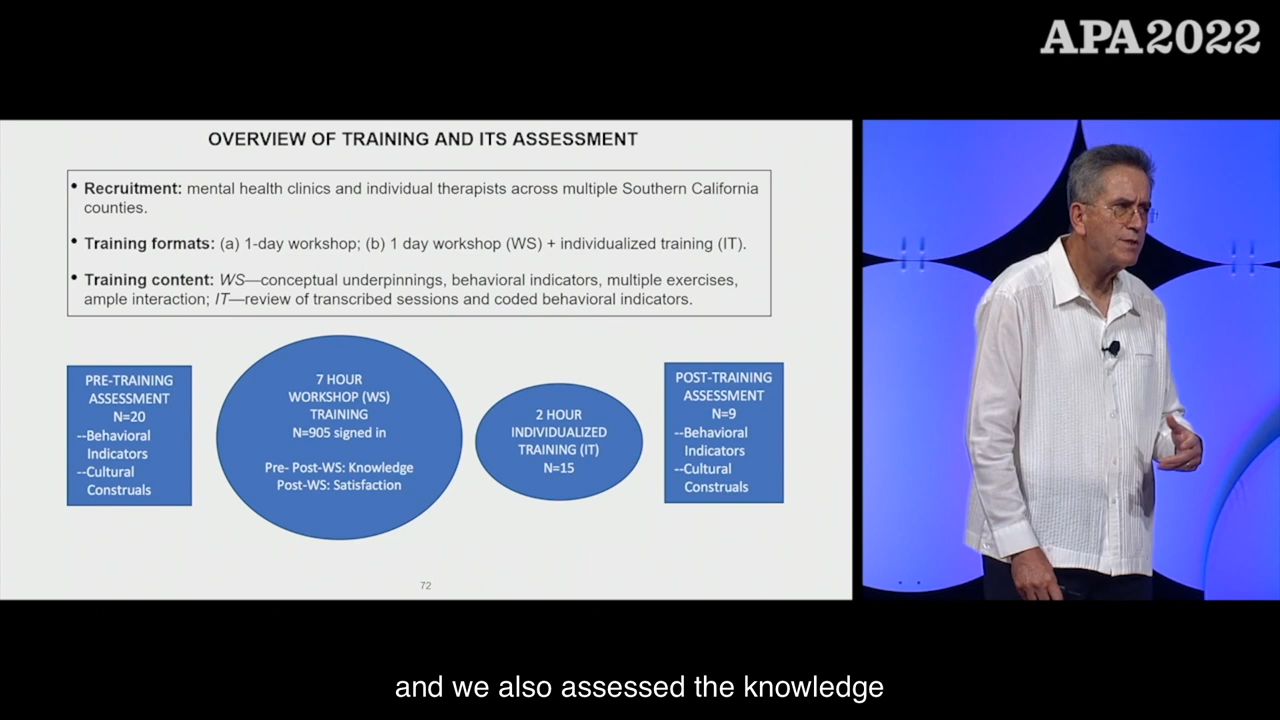 APA2022
OVERVIEW OF TRAINING AND ITS ASSESSMENT
• Recruitment: mental health clinics and individual therapists across multiple Southern California
counties.
• Training formats: (a) 1-day workshop; (b) 1 day workshop (WS) + individualized training (IT).
• Training content: WS—conceptual underpinnings, behavioral indicators, multiple exercises,
ample interaction; IT—review of transcribed sessions and coded behavioral indicators.
PRE-TRAINING
ASSESSMENT
N=20
--Behavioral
Indicators
--Cultural
Construals
7 HOUR
WORKSHOP (WS)
TRAINING
N=905 signed in
Pre- Post-WS: Knowledge
Post-WS: Satisfaction
2 HOUR
INDIVIDUALIZED
TRAINING (IT)
N=15
POST-TRAINING
ASSESSMENT
N=9
--Behavioral
Indicators
--Cultural
Construals
72
and we also assessed the knowledge